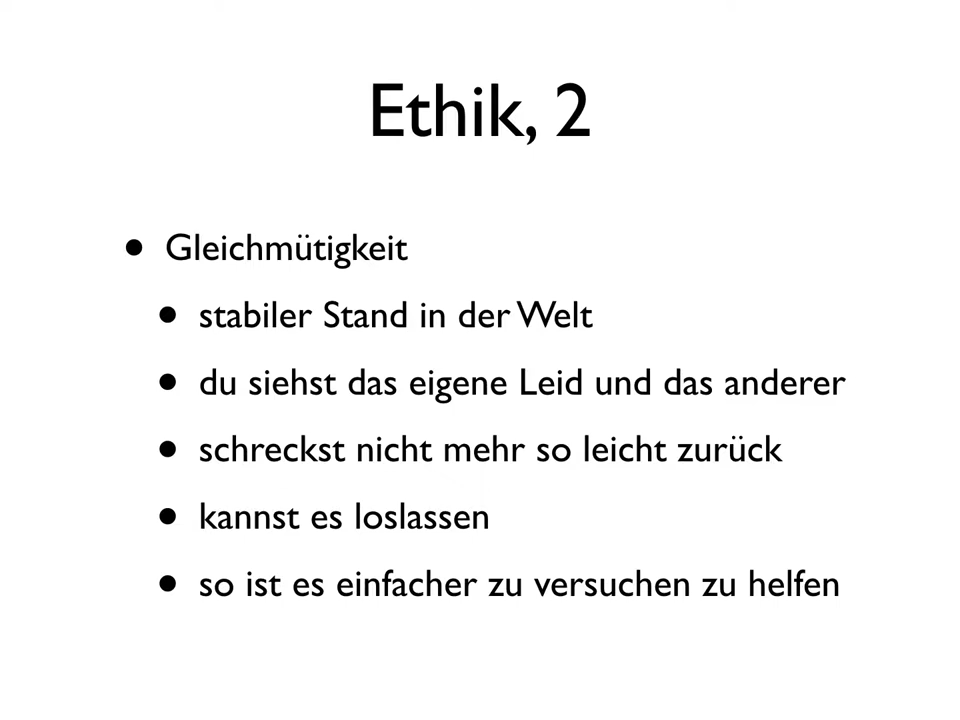 Ethik, 2
• Gleichmütigkeit
• stabiler Stand in der Welt
• du siehst das eigene Leid und das anderer
• schreckst nicht mehr so leicht zurück
• kannst es loslassen
• so ist es einfacher zu versuchen zu helfen